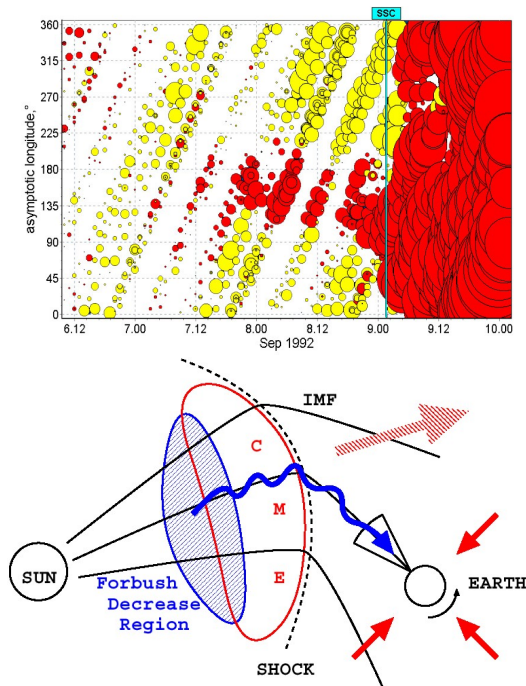 SSC
asymptotic longitude,°
360
315
270
225
180
135
90
45
0
6.12 7.00 7.12 8.00 8.12 9.00 9.12 10.00
Sep 1992
IMF
C
M
E
SUN
Forbush
Decrease
Region
EARTH
SHOCK